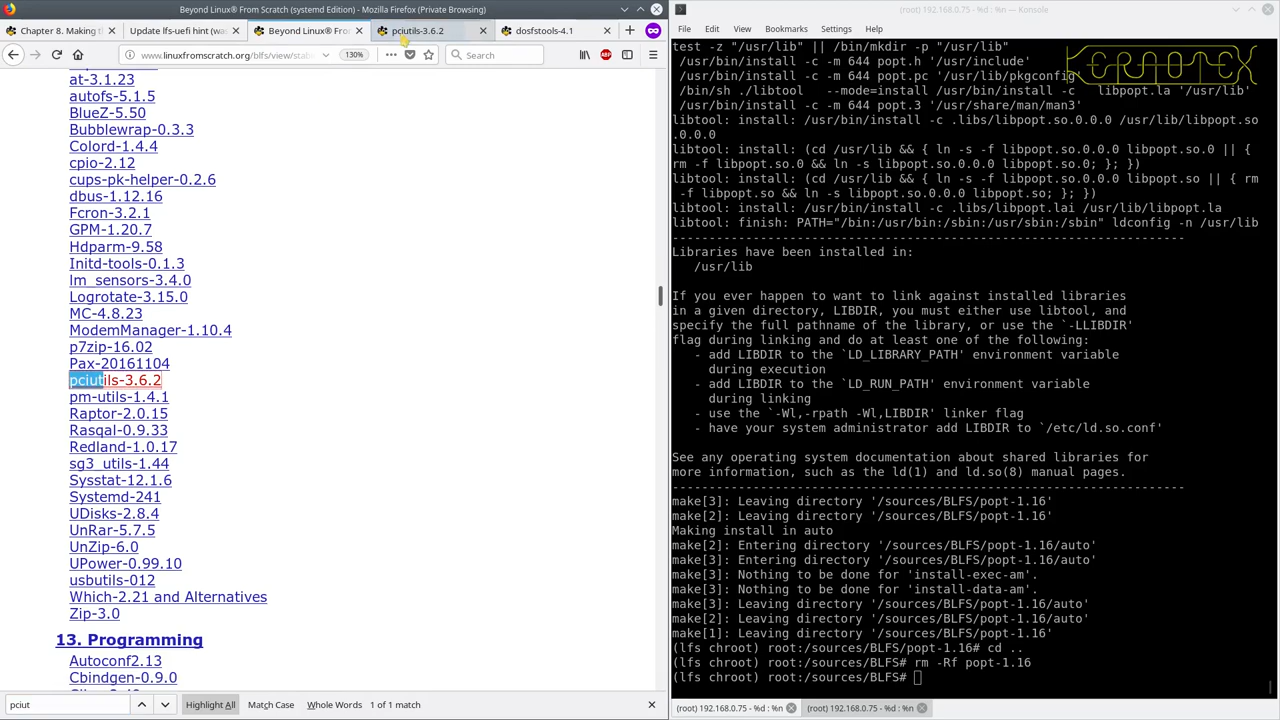 Beyond Linux® From Scratch (systemd Edition) - Mozilla Firefox (Private Browsing)
Chapter 8. Making th
Update lfs-uefi hint (wa
Beyond Linux® From
pciutils-3.6.2
dosfstools-4.1
www.linuxfromscratch.org/blfs/view/stable
130%
Search
at-3.1.23
autofs-5.1.5
BlueZ-5.50
Bubblewrap-0.3.3
Colord-1.4.4
cpio-2.12
cups-pk-helper-0.2.6
dbus-1.12.16
Fcron-3.2.1
GPM-1.20.7
Hdparm-9.58
Initd-tools-0.1.3
lm_sensors-3.4.0
Logrotate-3.15.0
MC-4.8.23
ModemManager-1.10.4
p7zip-16.02
Pax-20161104
pciutils-3.6.2
pm-utils-1.4.1
Raptor-2.0.15
Rasqal-0.9.33
Redland-1.0.17
sg3_utils-1.44
Sysstat-12.1.6
Systemd-241
UDisks-2.8.4
UnRar-5.7.5
UnZip-6.0
UPower-0.99.10
usbutils-012
Which-2.21 and Alternatives
Zip-3.0
13. Programming
Autoconf2.13
Cbindgen-0.9.0
pciut
Highlight All
Match Case
Whole Words
1 of 1 match
(root) 192.168.0.75 - %d : %n — Konsole
File Edit View Bookmarks Settings Help
test -z "/usr/lib" || /bin/mkdir -p "/usr/lib"
/usr/bin/install -c -m 644 popt.h '/usr/include'
/usr/bin/install -c -m 644 popt.pc '/usr/lib/pkgconfig'
/bin/sh ./libtool   --mode=install /usr/bin/install -c   libpopt.la '/usr/lib'
/usr/bin/install -c -m 644 popt.3 '/usr/share/man/man3'
libtool: install: /usr/bin/install -c .libs/libpopt.so.0.0.0 /usr/lib/libpopt.so
.0.0.0
libtool: install: (cd /usr/lib && { ln -s -f libpopt.so.0.0.0 libpopt.so.0 || {
rm -f libpopt.so.0 && ln -s libpopt.so.0.0.0 libpopt.so.0; }; })
libtool: install: (cd /usr/lib && { ln -s -f libpopt.so.0.0.0 libpopt.so || { rm
-f libpopt.so && ln -s libpopt.so.0.0.0 libpopt.so; }; })
libtool: install: /usr/bin/install -c .libs/libpopt.lai /usr/lib/libpopt.la
libtool: finish: PATH="/bin:/usr/bin:/sbin:/usr/sbin:/sbin" ldconfig -n /usr/lib
----------------------------------------------------------------------
Libraries have been installed in:
/usr/lib
If you ever happen to want to link against installed libraries
in a given directory, LIBDIR, you must either use libtool, and
specify the full pathname of the library, or use the `-LLIBDIR'
flag during linking and do at least one of the following:
- add LIBDIR to the `LD_LIBRARY_PATH' environment variable
during execution
- add LIBDIR to the `LD_RUN_PATH' environment variable
during linking
- use the `-Wl,-rpath -Wl,LIBDIR' linker flag
- have your system administrator add LIBDIR to `/etc/ld.so.conf'
See any operating system documentation about shared libraries for
more information, such as the ld(1) and ld.so(8) manual pages.
----------------------------------------------------------------------
make[3]: Leaving directory '/sources/BLFS/popt-1.16'
make[2]: Leaving directory '/sources/BLFS/popt-1.16'
Making install in auto
make[2]: Entering directory '/sources/BLFS/popt-1.16/auto'
make[3]: Entering directory '/sources/BLFS/popt-1.16/auto'
make[3]: Nothing to be done for 'install-exec-am'.
make[3]: Nothing to be done for 'install-data-am'.
make[3]: Leaving directory '/sources/BLFS/popt-1.16/auto'
make[2]: Leaving directory '/sources/BLFS/popt-1.16/auto'
make[1]: Leaving directory '/sources/BLFS/popt-1.16'
(lfs chroot) root:/sources/BLFS/popt-1.16# cd ..
(lfs chroot) root:/sources/BLFS# rm -Rf popt-1.16
(lfs chroot) root:/sources/BLFS#
(root) 192.168.0.75 - %d : %n
(root) 192.168.0.75 - %d : %n